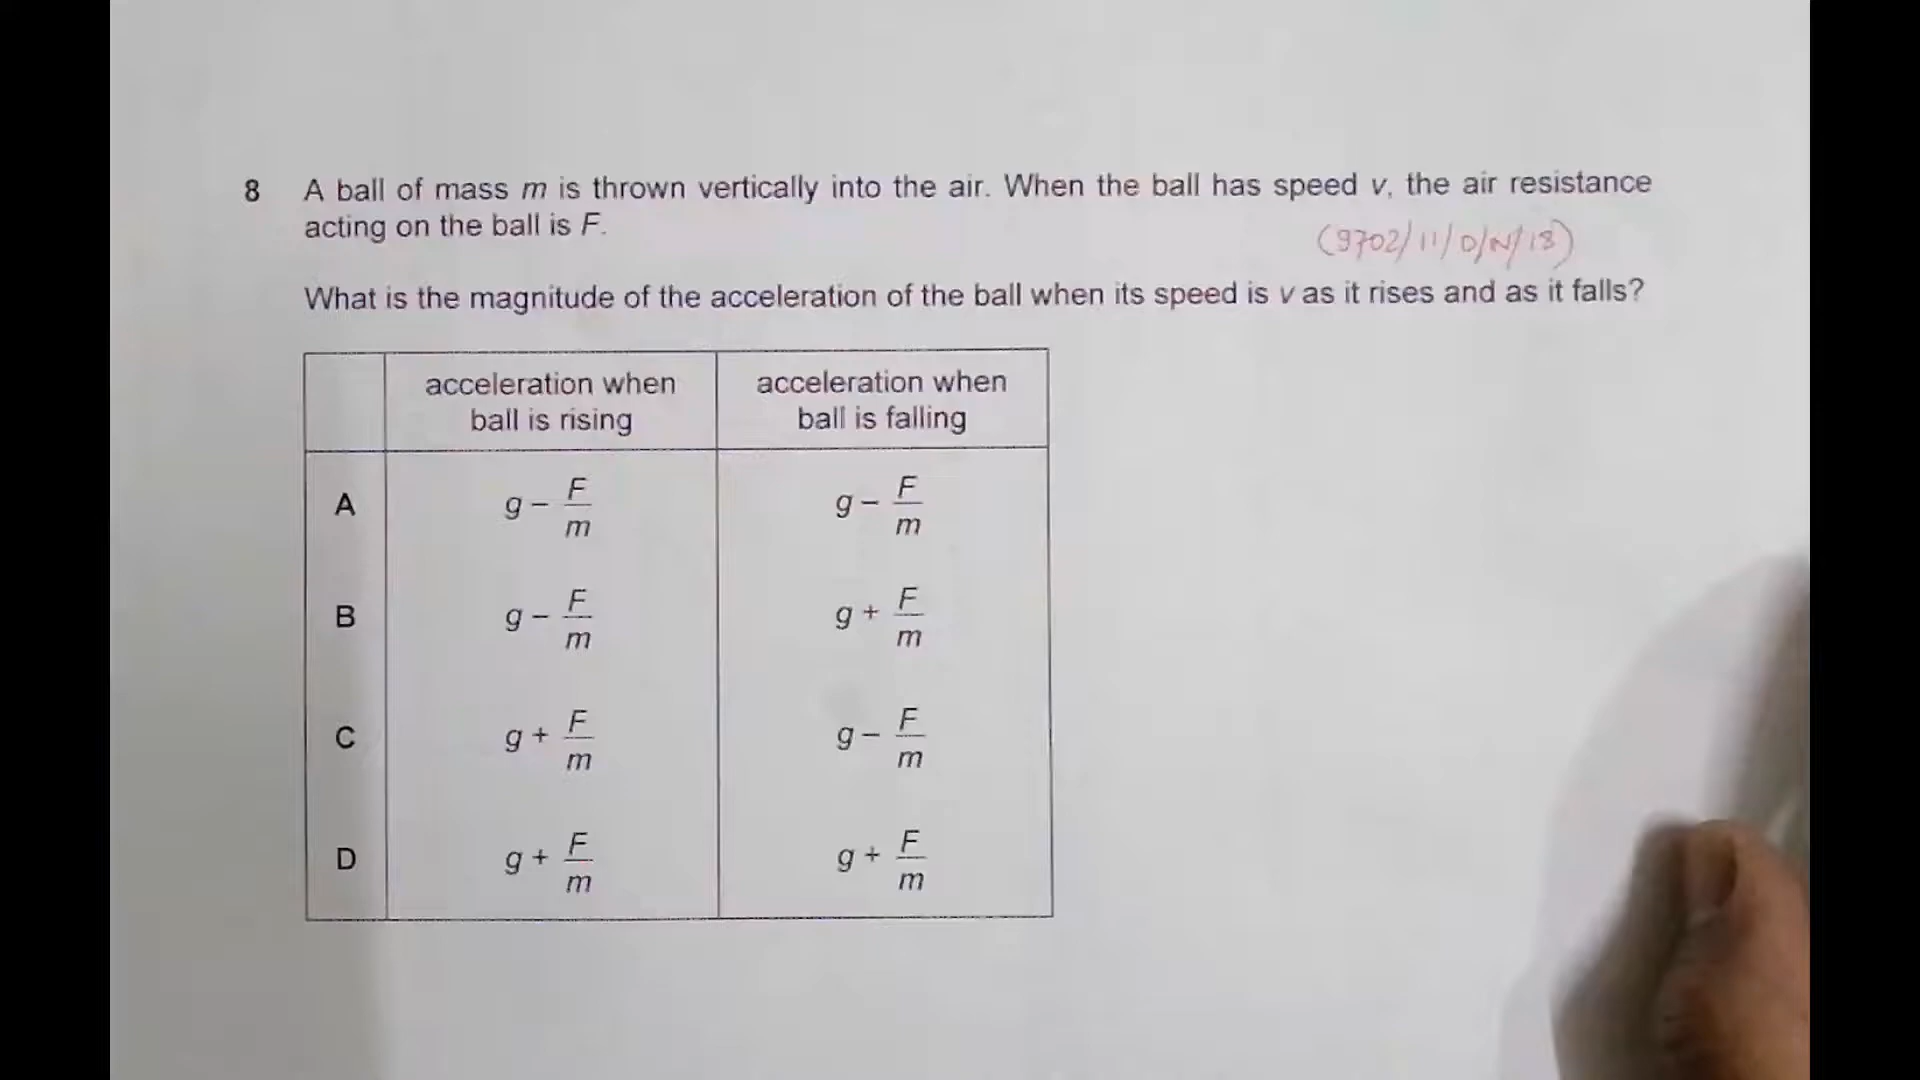 8 A ball of mass m is thrown vertically into the air. When the ball has speed v, the air resistance
acting on the ball is F.
(9702/11/O/N/18)
What is the magnitude of the acceleration of the ball when its speed is v as it rises and as it falls?
acceleration when ball is rising
acceleration when ball is falling
A g – F/m g – F/m
B g – F/m g + F/m
C g + F/m g – F/m
D g + F/m g + F/m